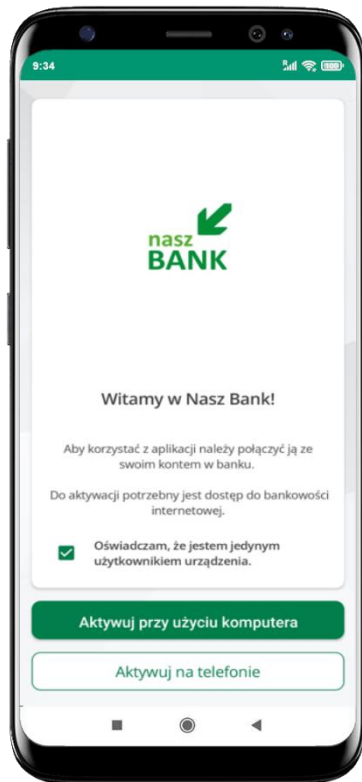 9:34
nasz
BANK
Witamy w Nasz Bank!
Aby korzystać z aplikacji należy połączyć ją ze
swoim kontem w banku.
Do aktywacji potrzebny jest dostęp do bankowości
internetowej.
Oświadczam, że jestem jedynym
użytkownikiem urządzenia.
Aktywuj przy użyciu komputera
Aktywuj na telefonie